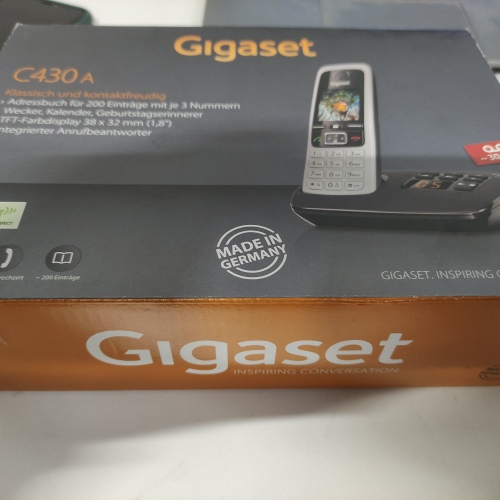 Gigaset
C430 A
Klassisch und kontaktfreudig
› Adressbuch für 200 Einträge mit je 3 Nummern
Wecker, Kalender, Geburtstagserinnerer
TFT-Farbdisplay 38 x 32 mm (1,8")
ntegrierter Anrufbeantworter
MADE IN
GERMANY
~ 200 Einträge
GIGASET. INSPIRING
Gigaset
INSPIRING CONVERSATION.